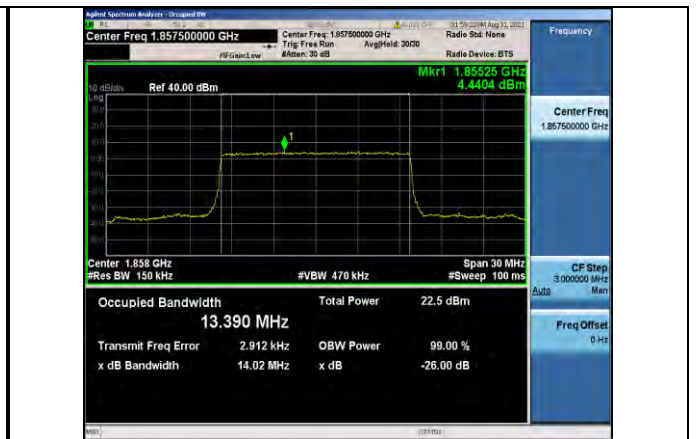 Agilent Spectrum Analyzer - Occupied BW
Center Freq 1.857500000 GHz
Center Freq: 1.857500000 GHz
Radio Std: None
Trig: Free Run
Avg|Hold: 30/30
#IFGain:Low
#Atten: 30 dB
Radio Device: BTS
Mkr1 1.85525 GHz
4.4404 dBm
10 dB/div
Ref 40.00 dBm
Log
1
Center 1.858 GHz
Span 30 MHz
#Res BW 150 kHz
#VBW 470 kHz
#Sweep 100 ms
Occupied Bandwidth
Total Power
22.5 dBm
13.390 MHz
Transmit Freq Error
2.912 kHz
OBW Power
99.00 %
x dB Bandwidth
14.02 MHz
x dB
-26.00 dB
MSG
STATUS
Frequency
Center Freq
1.857500000 GHz
CF Step
3.000000 MHz
Auto
Man
Freq Offset
0 Hz